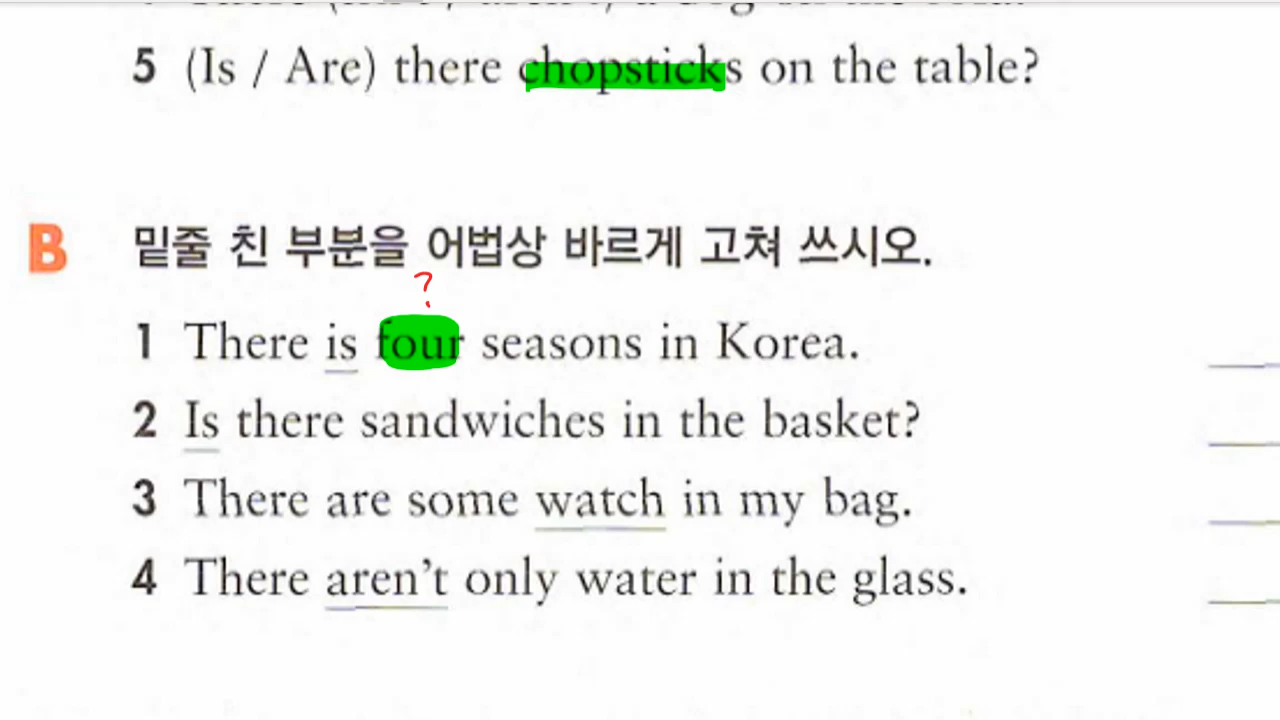 5 (Is / Are) there chopsticks on the table?
B 밑줄 친 부분을 어법상 바르게 고쳐 쓰시오.
?
1 There is four seasons in Korea.
2 Is there sandwiches in the basket?
3 There are some watch in my bag.
4 There aren't only water in the glass.